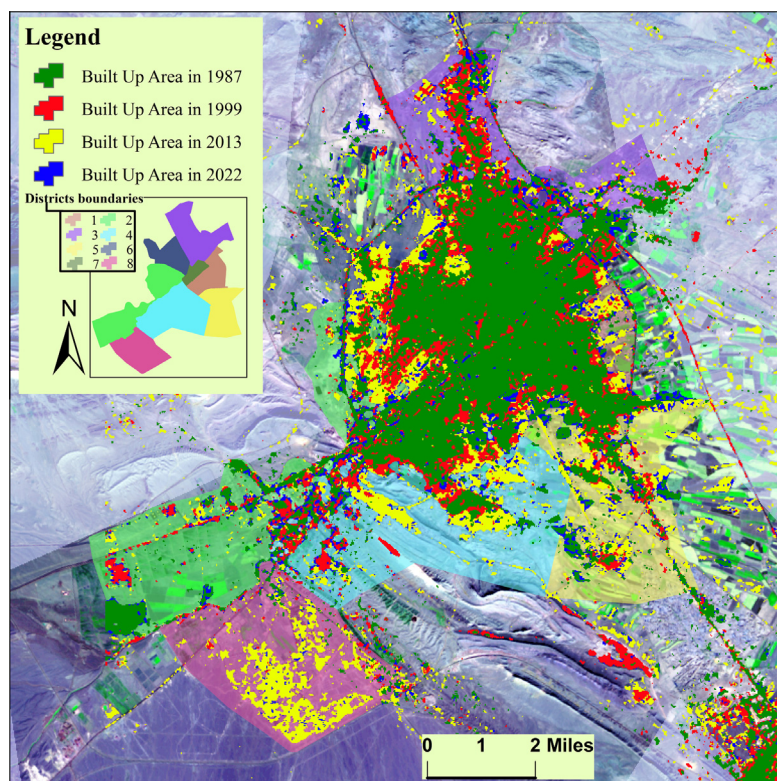 Legend
Built Up Area in 1987
Built Up Area in 1999
Built Up Area in 2013
Built Up Area in 2022
Districts boundaries
1 2
3 4
5 6
7 8
N
0 1 2 Miles